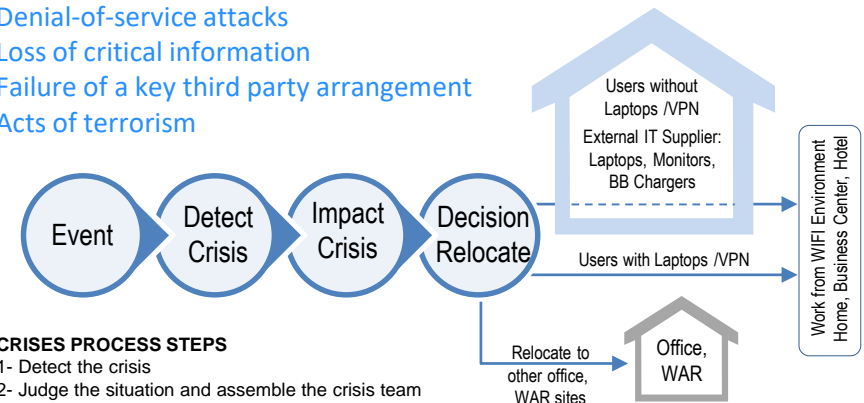 Denial-of-service attacks
Loss of critical information
Failure of a key third party arrangement
Acts of terrorism
Users without
Laptops /VPN
External IT Supplier:
Laptops, Monitors,
BB Chargers
Event
Detect
Crisis
Impact
Crisis
Decision
Relocate
Users with Laptops /VPN
Work from WIFI Environment
Home, Business Center, Hotel
Relocate to
other office,
WAR sites
Office,
WAR
CRISES PROCESS STEPS
1- Detect the crisis
2- Judge the situation and assemble the crisis team